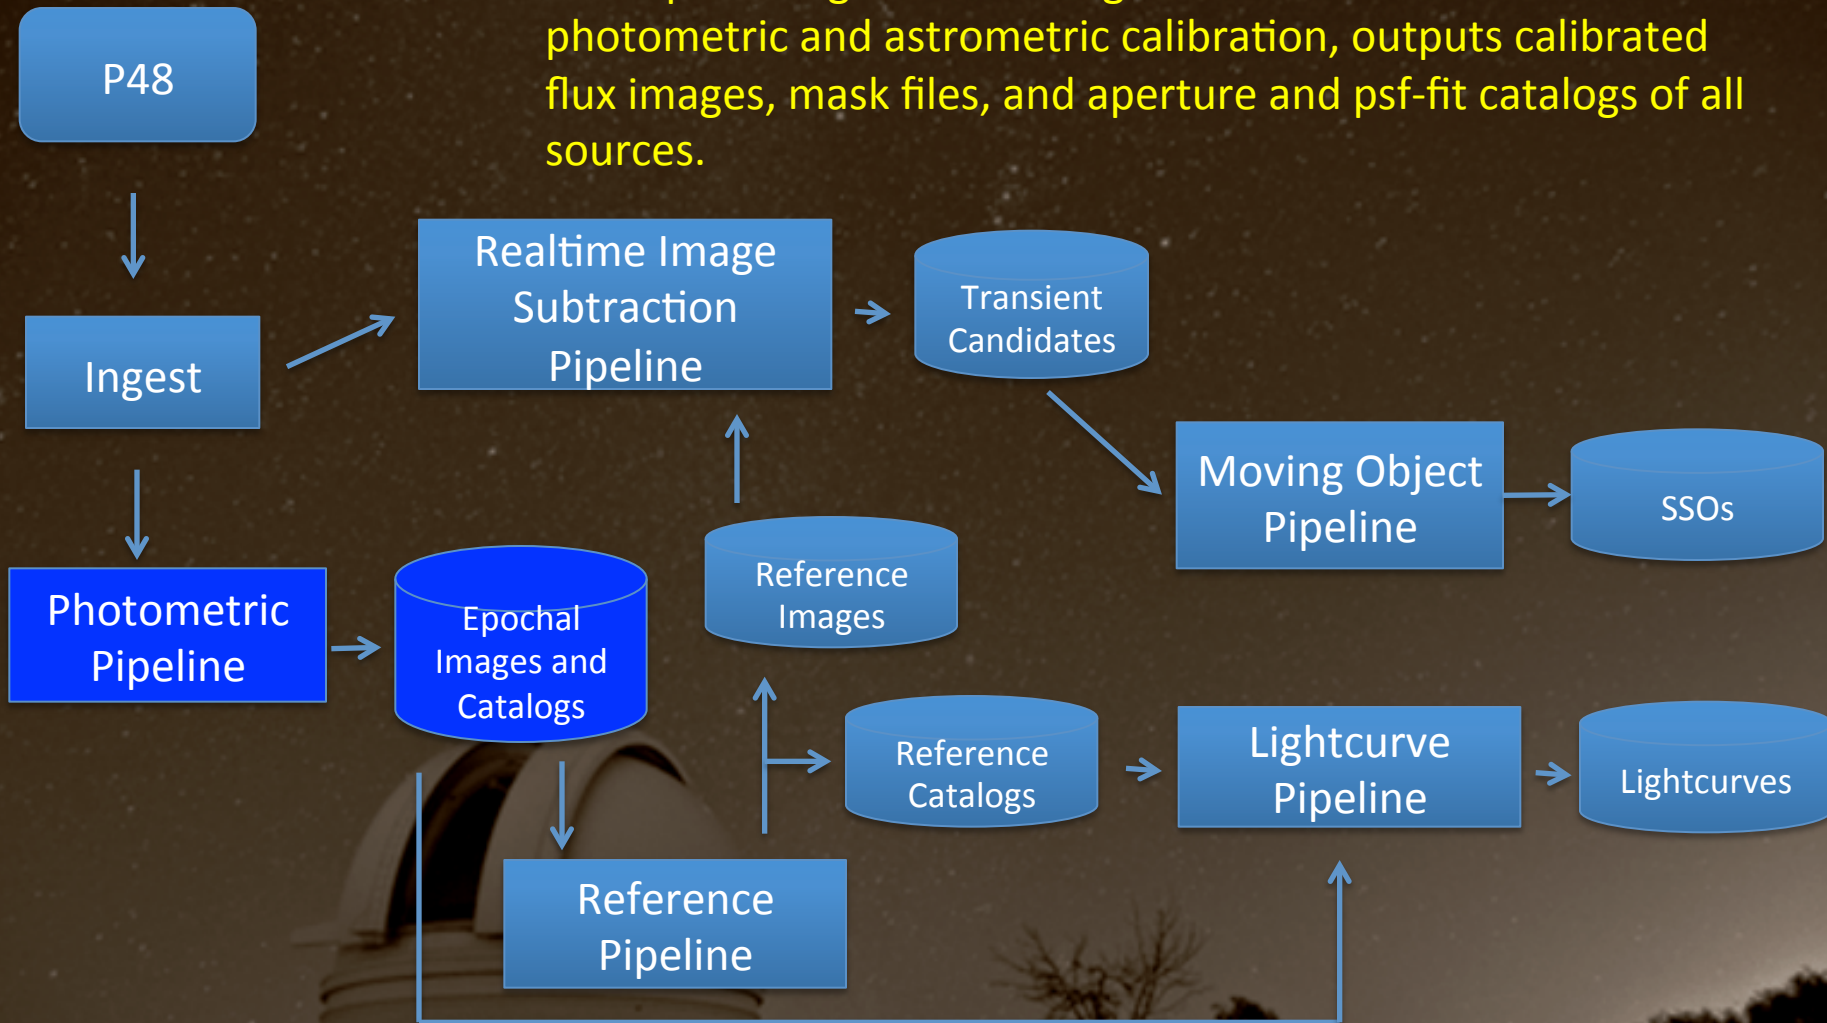 photometric and astrometric calibration, outputs calibrated
flux images, mask files, and aperture and psf-fit catalogs of all
sources.
P48
Realtime Image
Subtraction
Pipeline
Transient
Candidates
Ingest
Moving Object
Pipeline
SSOs
Reference
Images
Photometric
Pipeline
Epochal
Images and
Catalogs
Reference
Catalogs
Lightcurve
Pipeline
Lightcurves
Reference
Pipeline